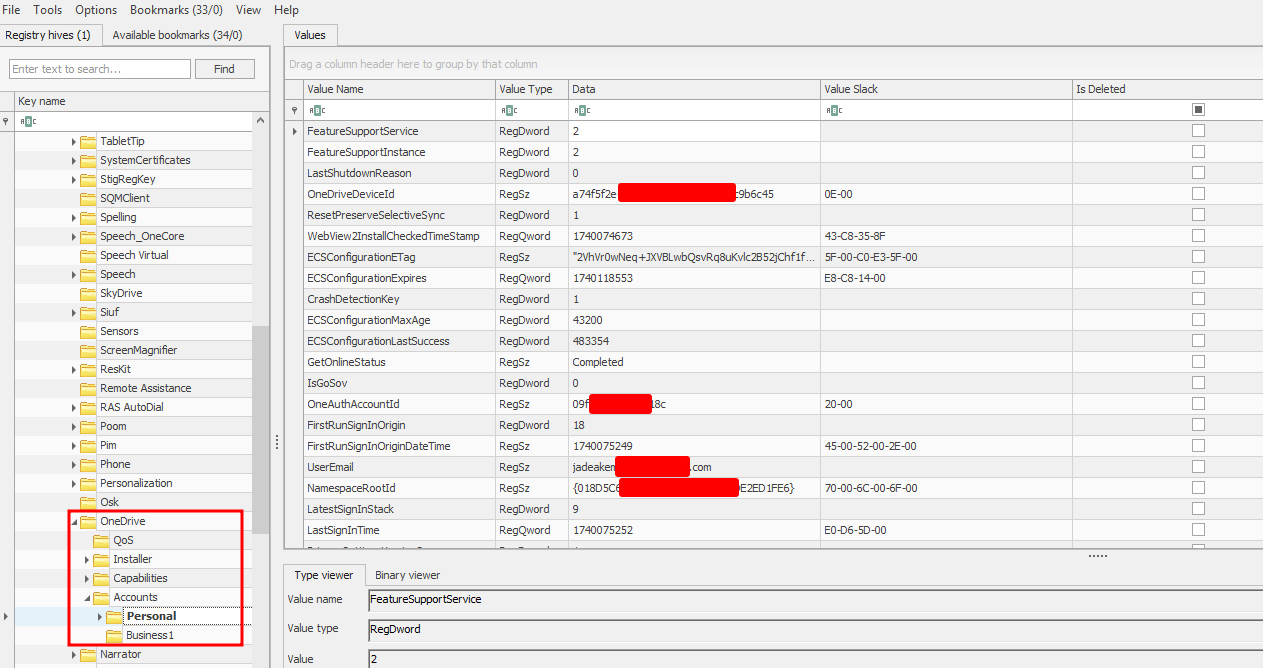 File Tools Options Bookmarks (33/0) View Help
Registry hives (1) Available bookmarks (34/0)
Enter text to search... Find
Key name
ABC
TabletTip
SystemCertificates
StigRegKey
SQMClient
Spelling
Speech_OneCore
Speech Virtual
Speech
SkyDrive
Siuf
Sensors
ScreenMagnifier
ResKit
Remote Assistance
RAS AutoDial
Poom
Pim
Phone
Personalization
Osk
OneDrive
QoS
Installer
Capabilities
Accounts
Personal
Business1
Narrator
Values
Drag a column header here to group by that column
Value Name Value Type Data Value Slack Is Deleted
ABC ABC ABC ABC
FeatureSupportService RegDword 2
FeatureSupportInstance RegDword 2
LastShutdownReason RegDword 0
OneDriveDeviceId RegSz a74f5f2e 9b6c45 0E-00
ResetPreserveSelectiveSync RegDword 1
WebView2InstallCheckedTimeStamp RegQword 1740074673 43-C8-35-8F
ECSConfigurationETag RegSz "2VhVr0wNeq+JXVBLwbQsvRq8uKvlc2B52jChf1f... 5F-00-C0-E3-5F-00
ECSConfigurationExpires RegQword 1740118553 E8-C8-14-00
CrashDetectionKey RegDword 1
ECSConfigurationMaxAge RegDword 43200
ECSConfigurationLastSuccess RegDword 483354
GetOnlineStatus RegSz Completed
IsGoSov RegDword 0
OneAuthAccountId RegSz 09f 18c 20-00
FirstRunSignInOrigin RegDword 18
FirstRunSignInOriginDateTime RegSz 1740075249 45-00-52-00-2E-00
UserEmail RegSz jadeaken .com
NamespaceRootId RegSz {018D5C6 E2ED1FE6} 70-00-6C-00-6F-00
LatestSignInStack RegDword 9
LastSignInTime RegQword 1740075252 E0-D6-5D-00
Type viewer Binary viewer
Value name FeatureSupportService
Value type RegDword
Value 2